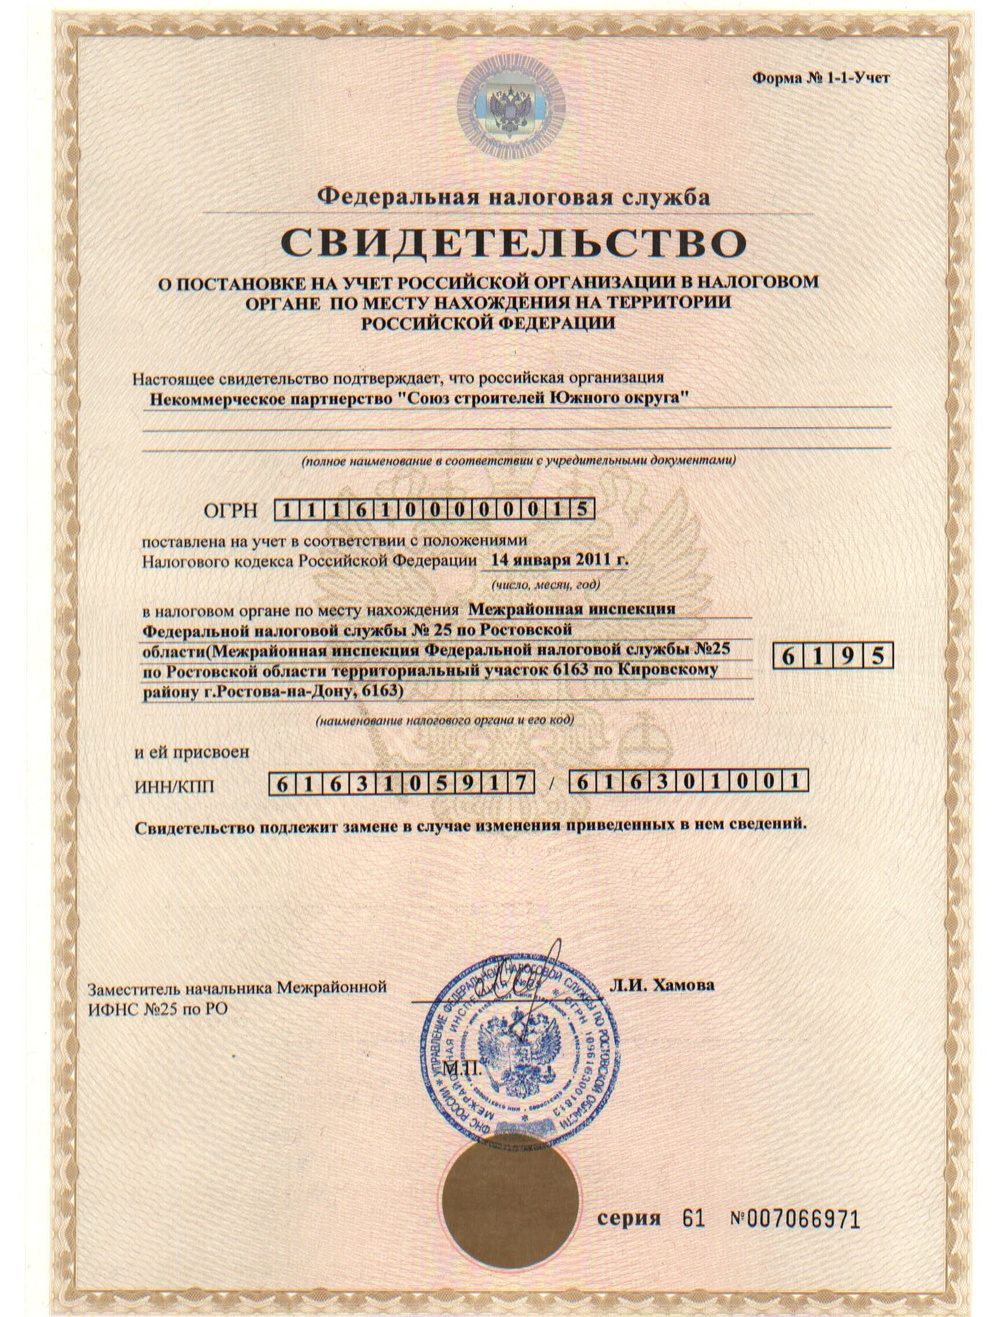 Форма № 1-1-Учет
Федеральная налоговая служба
СВИДЕТЕЛЬСТВО
О ПОСТАНОВКЕ НА УЧЕТ РОССИЙСКОЙ ОРГАНИЗАЦИИ В НАЛОГОВОМ
ОРГАНЕ ПО МЕСТУ НАХОЖДЕНИЯ НА ТЕРРИТОРИИ
РОССИЙСКОЙ ФЕДЕРАЦИИ
Настоящее свидетельство подтверждает, что российская организация
Некоммерческое партнерство "Союз строителей Южного округа"
(полное наименование в соответствии с учредительными документами)
ОГРН 1116100000015
поставлена на учет в соответствии с положениями
Налогового кодекса Российской Федерации 14 января 2011 г.
(число, месяц, год)
в налоговом органе по месту нахождения Межрайонная инспекция
Федеральной налоговой службы № 25 по Ростовской
области(Межрайонная инспекция Федеральной налоговой службы №25
по Ростовской области территориальный участок 6163 по Кировскому
району г.Ростова-на-Дону, 6163)
6195
(наименование налогового органа и его код)
и ей присвоен
ИНН/КПП 6163105917 / 616301001
Свидетельство подлежит замене в случае изменения приведенных в нем сведений.
Заместитель начальника Межрайонной
ИФНС №25 по РО
Л.И. Хамова
М.П.
ФНС РОССИИ * УПРАВЛЕНИЕ ФЕДЕРАЛЬНОЙ НАЛОГОВОЙ СЛУЖБЫ ПО РОСТОВСКОЙ ОБЛАСТИ
серия 61 №007066971